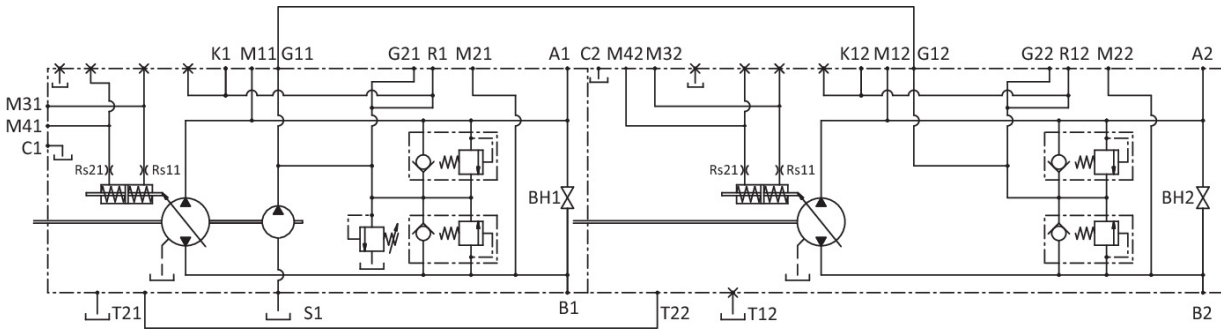 K1 M11 G11 G21 R1 M21 A1 C2 M42 M32 K12 M12 G12 G22 R12 M22 A2
M31
M41
C1
Rs21 Rs11 Rs21 Rs11
BH1 BH2
T21 S1 B1 T22 T12 B2